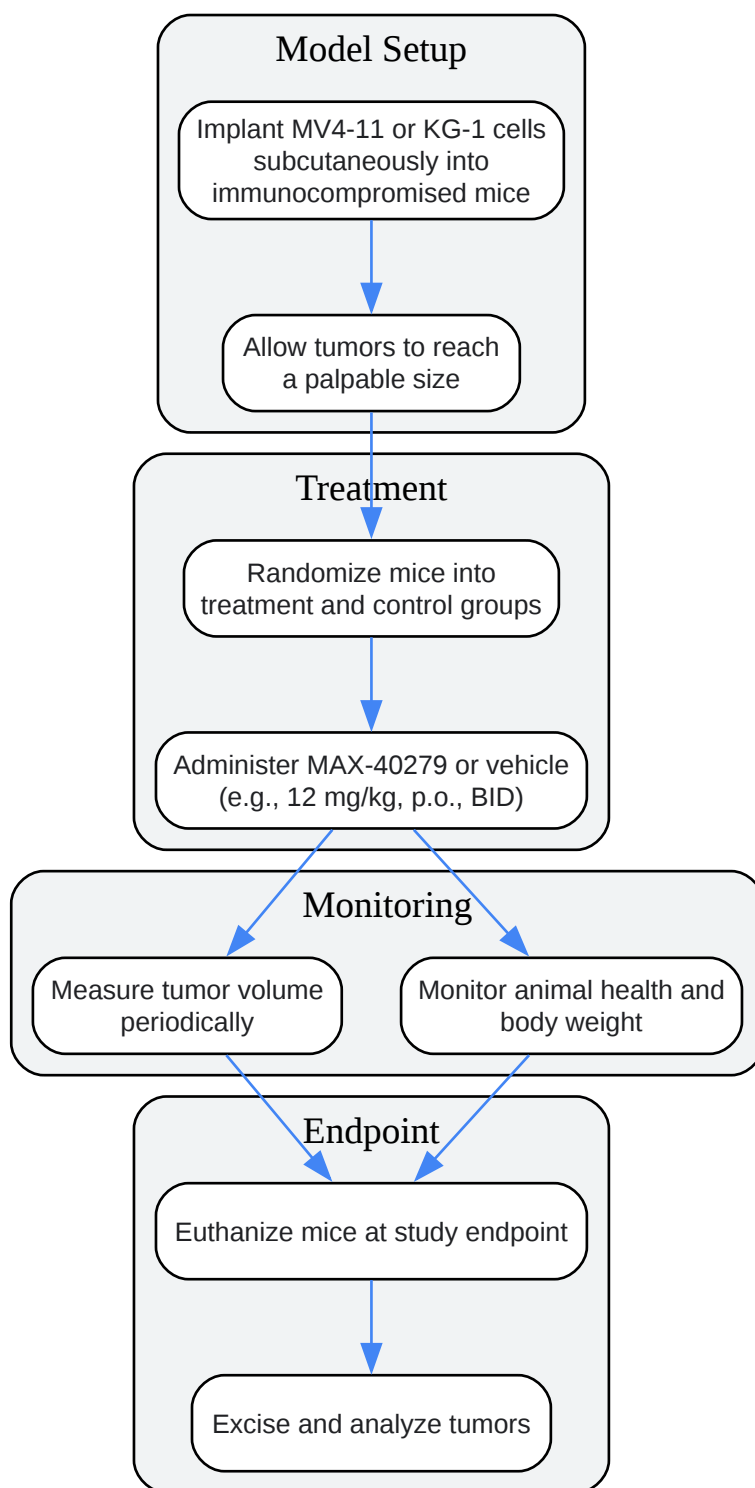 Model Setup
Implant MV4-11 or KG-1 cells
subcutaneously into
immunocompromised mice
Allow tumors to reach
a palpable size
Treatment
Randomize mice into
treatment and control groups
Administer MAX-40279 or vehicle
(e.g., 12 mg/kg, p.o., BID)
Monitoring
Measure tumor volume
periodically
Monitor animal health and
body weight
Endpoint
Euthanize mice at study endpoint
Excise and analyze tumors